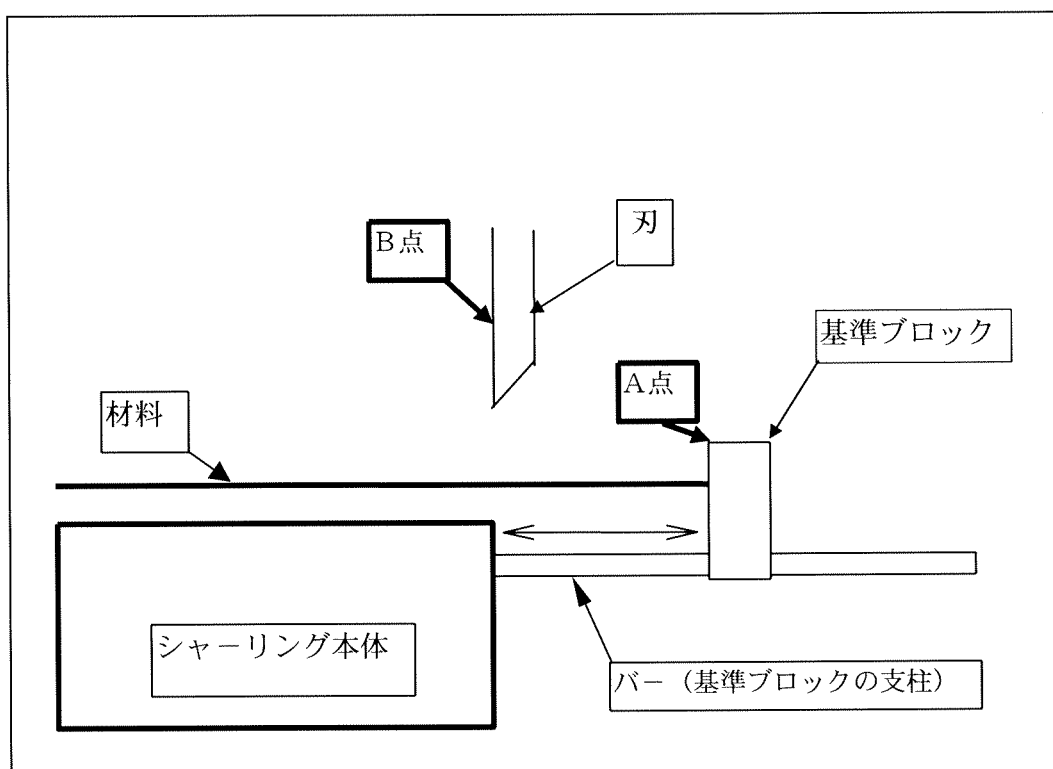 刃
B点
基準ブロック
A点
材料
シャーリング本体
バー(基準ブロックの支柱)